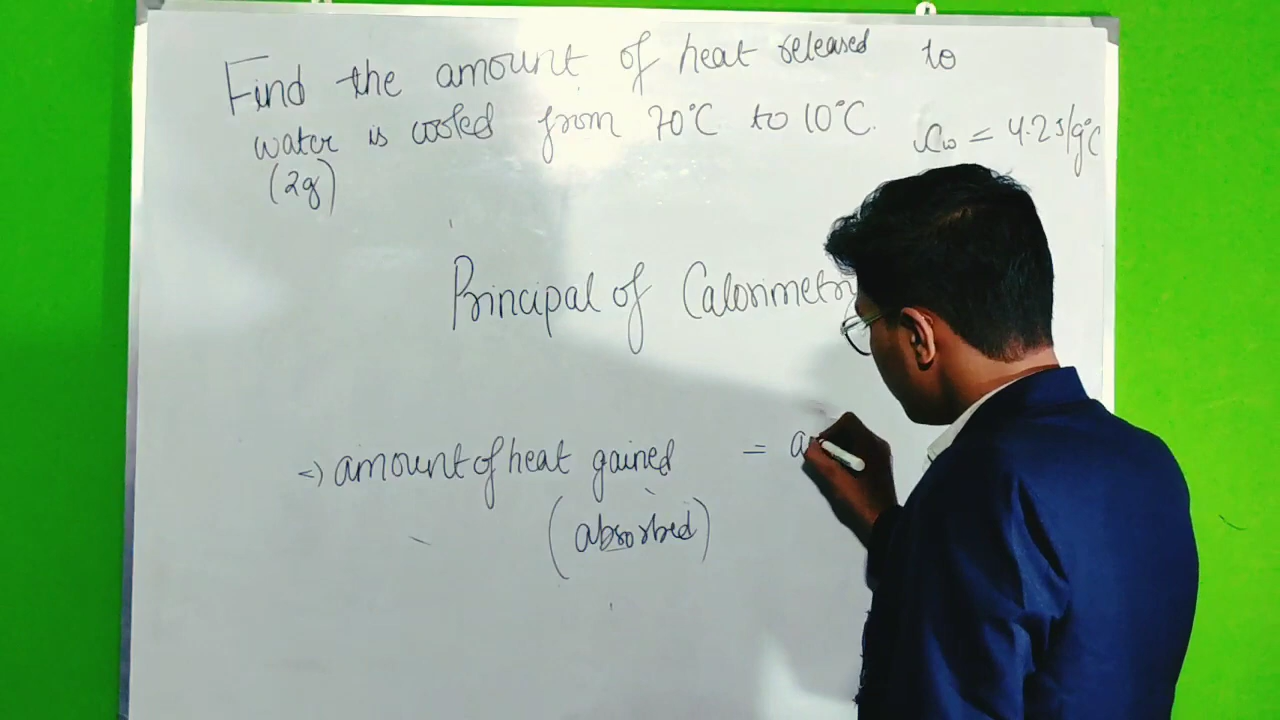 Find the amount of heat released to
water is cooled from 70°C to 10°C. Cw = 4.2J/g°C
(2g)
Principal of Calorimetry
=> amount of heat gained = a
(absorbed)